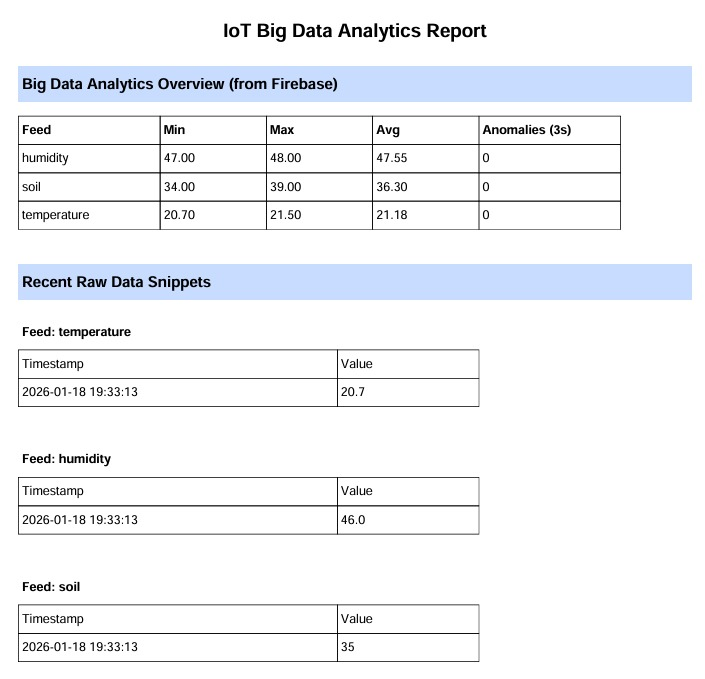 IoT Big Data Analytics Report
Big Data Analytics Overview (from Firebase)
Feed Min Max Avg Anomalies (3s)
humidity 47.00 48.00 47.55 0
soil 34.00 39.00 36.30 0
temperature 20.70 21.50 21.18 0
Recent Raw Data Snippets
Feed: temperature
Timestamp Value
2026-01-18 19:33:13 20.7
Feed: humidity
Timestamp Value
2026-01-18 19:33:13 46.0
Feed: soil
Timestamp Value
2026-01-18 19:33:13 35